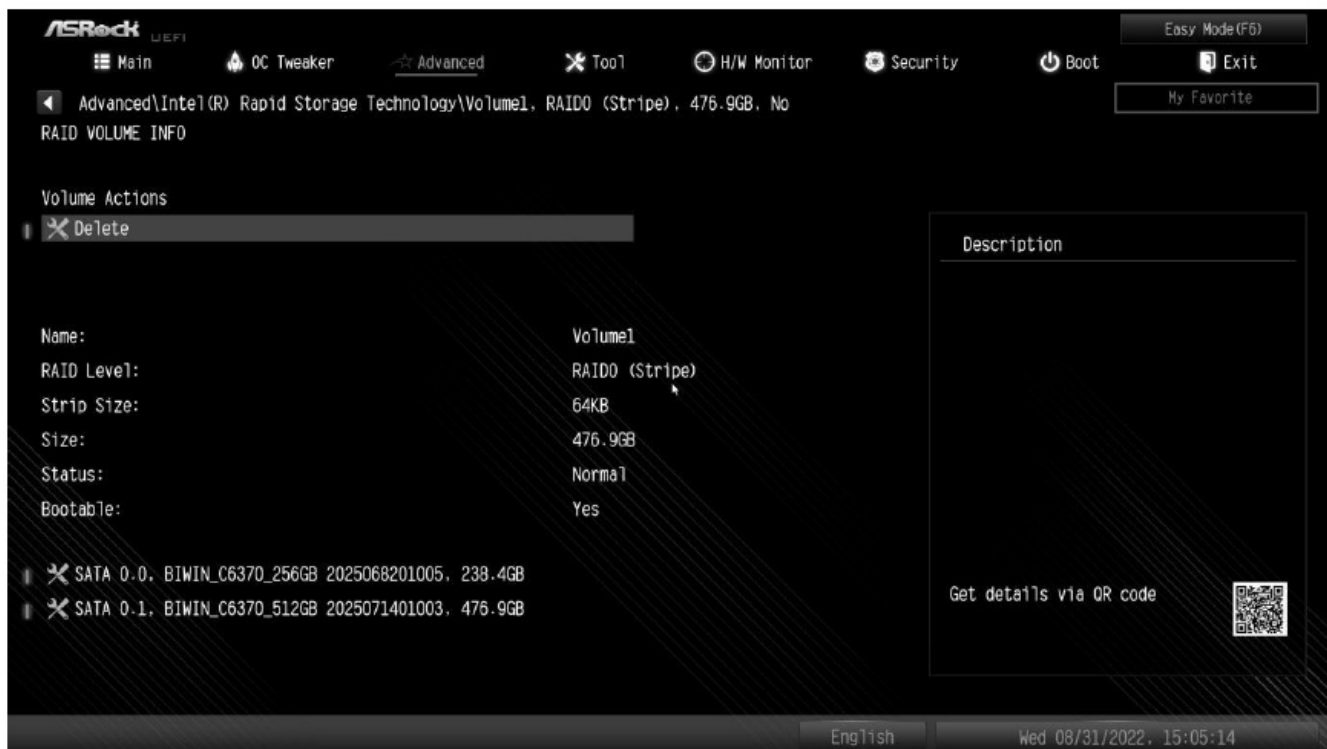 ASRock UEFI
Easy Mode(F6)
Main OC Tweaker Advanced Tool H/W Monitor Security Boot Exit
Advanced\Intel(R) Rapid Storage Technology\Volume1, RAID0 (Stripe), 476.9GB, No
My Favorite
RAID VOLUME INFO
Volume Actions
Delete
Description
Name: Volume1
RAID Level: RAID0 (Stripe)
Strip Size: 64KB
Size: 476.9GB
Status: Normal
Bootable: Yes
SATA 0.0, BIWIN_C6370_256GB 2025068201005, 238.4GB
SATA 0.1, BIWIN_C6370_512GB 2025071401003, 476.9GB
Get details via QR code
English
Wed 08/31/2022, 15:05:14